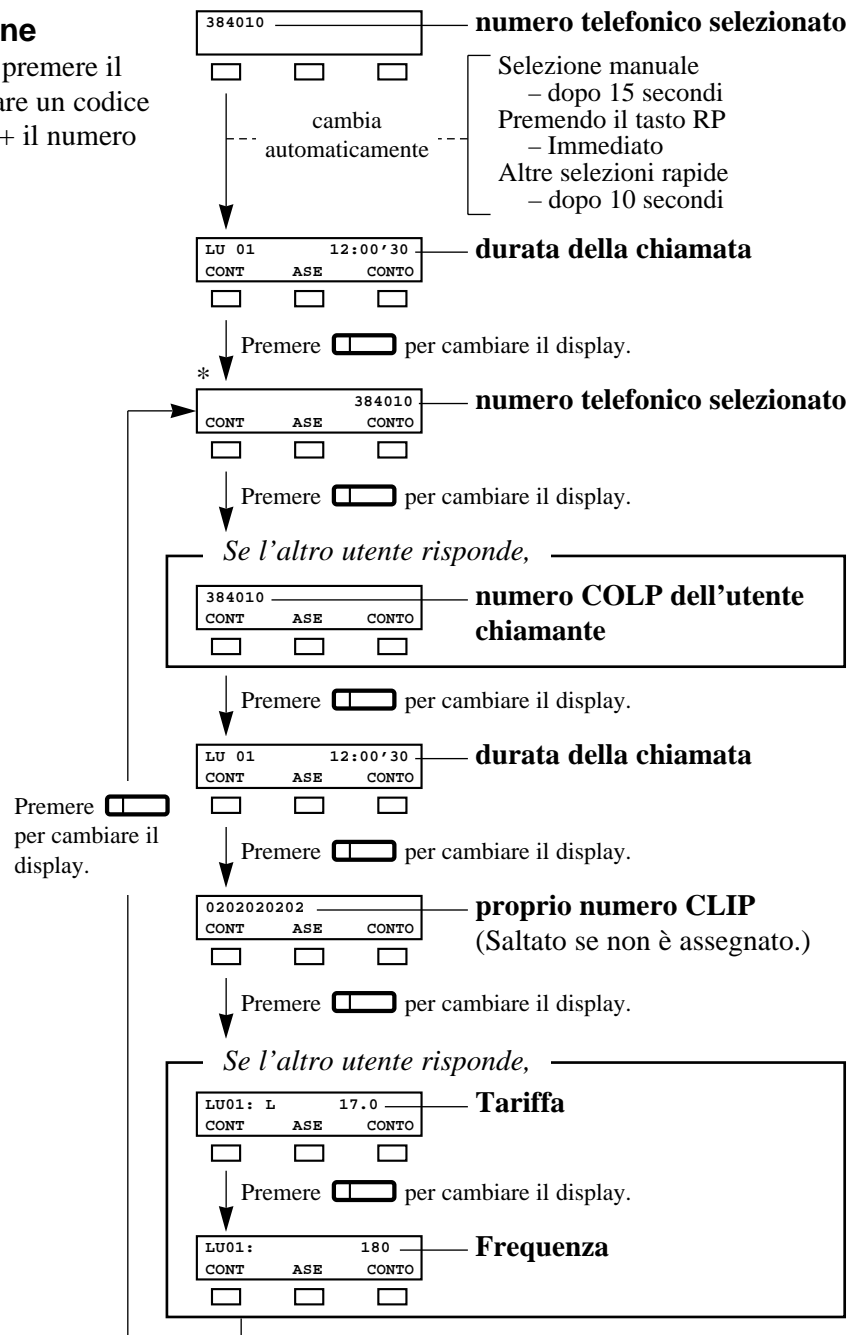 ne
premere il
are un codice
+ il numero
384010
numero telefonico selezionato
cambia
automaticamente
Selezione manuale
– dopo 15 secondi
Premendo il tasto RP
– Immediato
Altre selezioni rapide
– dopo 10 secondi
LU 01 12:00'30
CONT ASE CONTO
durata della chiamata
Premere per cambiare il display.
*
384010
CONT ASE CONTO
numero telefonico selezionato
Premere per cambiare il display.
Se l'altro utente risponde,
384010
CONT ASE CONTO
numero COLP dell'utente
chiamante
Premere per cambiare il display.
LU 01 12:00'30
CONT ASE CONTO
durata della chiamata
Premere
per cambiare il
display.
Premere per cambiare il display.
0202020202
CONT ASE CONTO
proprio numero CLIP
(Saltato se non è assegnato.)
Premere per cambiare il display.
Se l'altro utente risponde,
LU01: L 17.0
CONT ASE CONTO
Tariffa
Premere per cambiare il display.
LU01: 180
CONT ASE CONTO
Frequenza